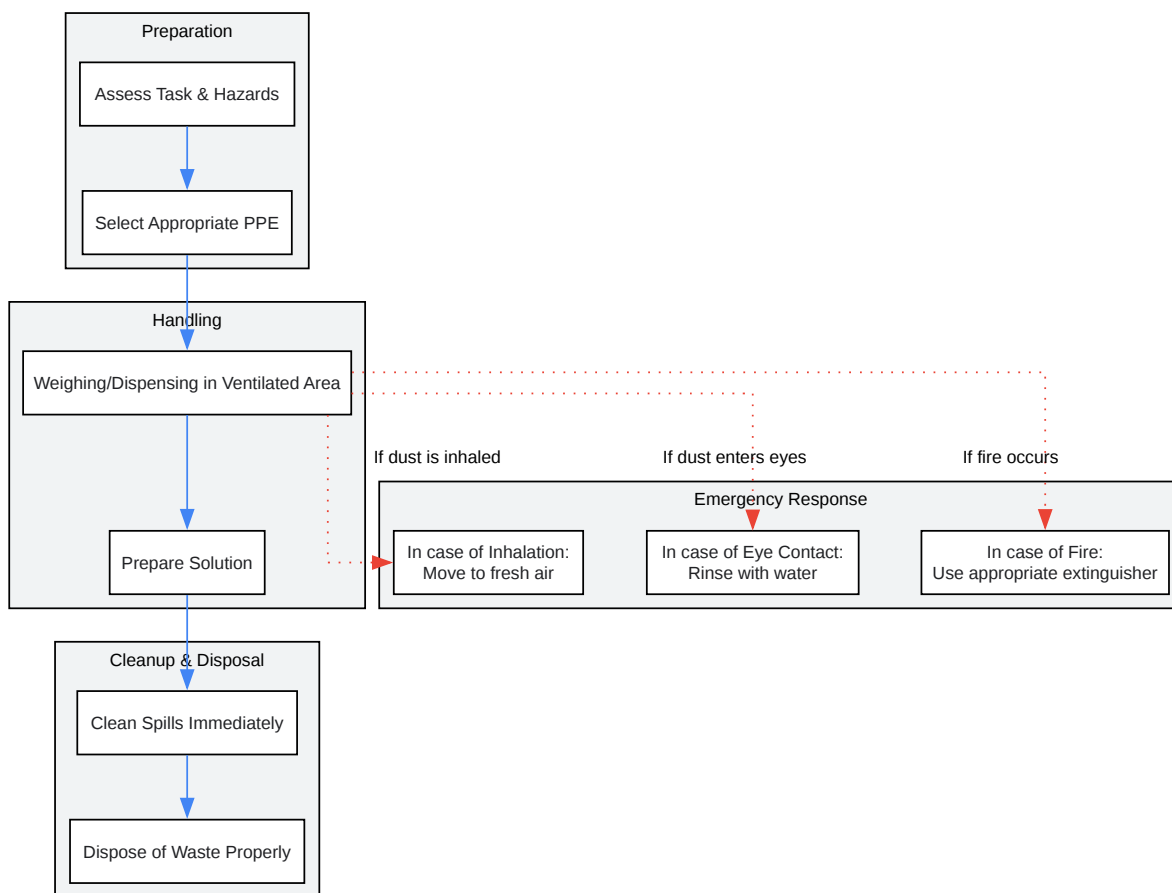 Preparation
Assess Task & Hazards
Select Appropriate PPE
Handling
Weighing/Dispensing in Ventilated Area
If dust is inhaled
If dust enters eyes
If fire occurs
Emergency Response
In case of Inhalation:
Move to fresh air
In case of Eye Contact:
Rinse with water
In case of Fire:
Use appropriate extinguisher
Prepare Solution
Cleanup & Disposal
Clean Spills Immediately
Dispose of Waste Properly